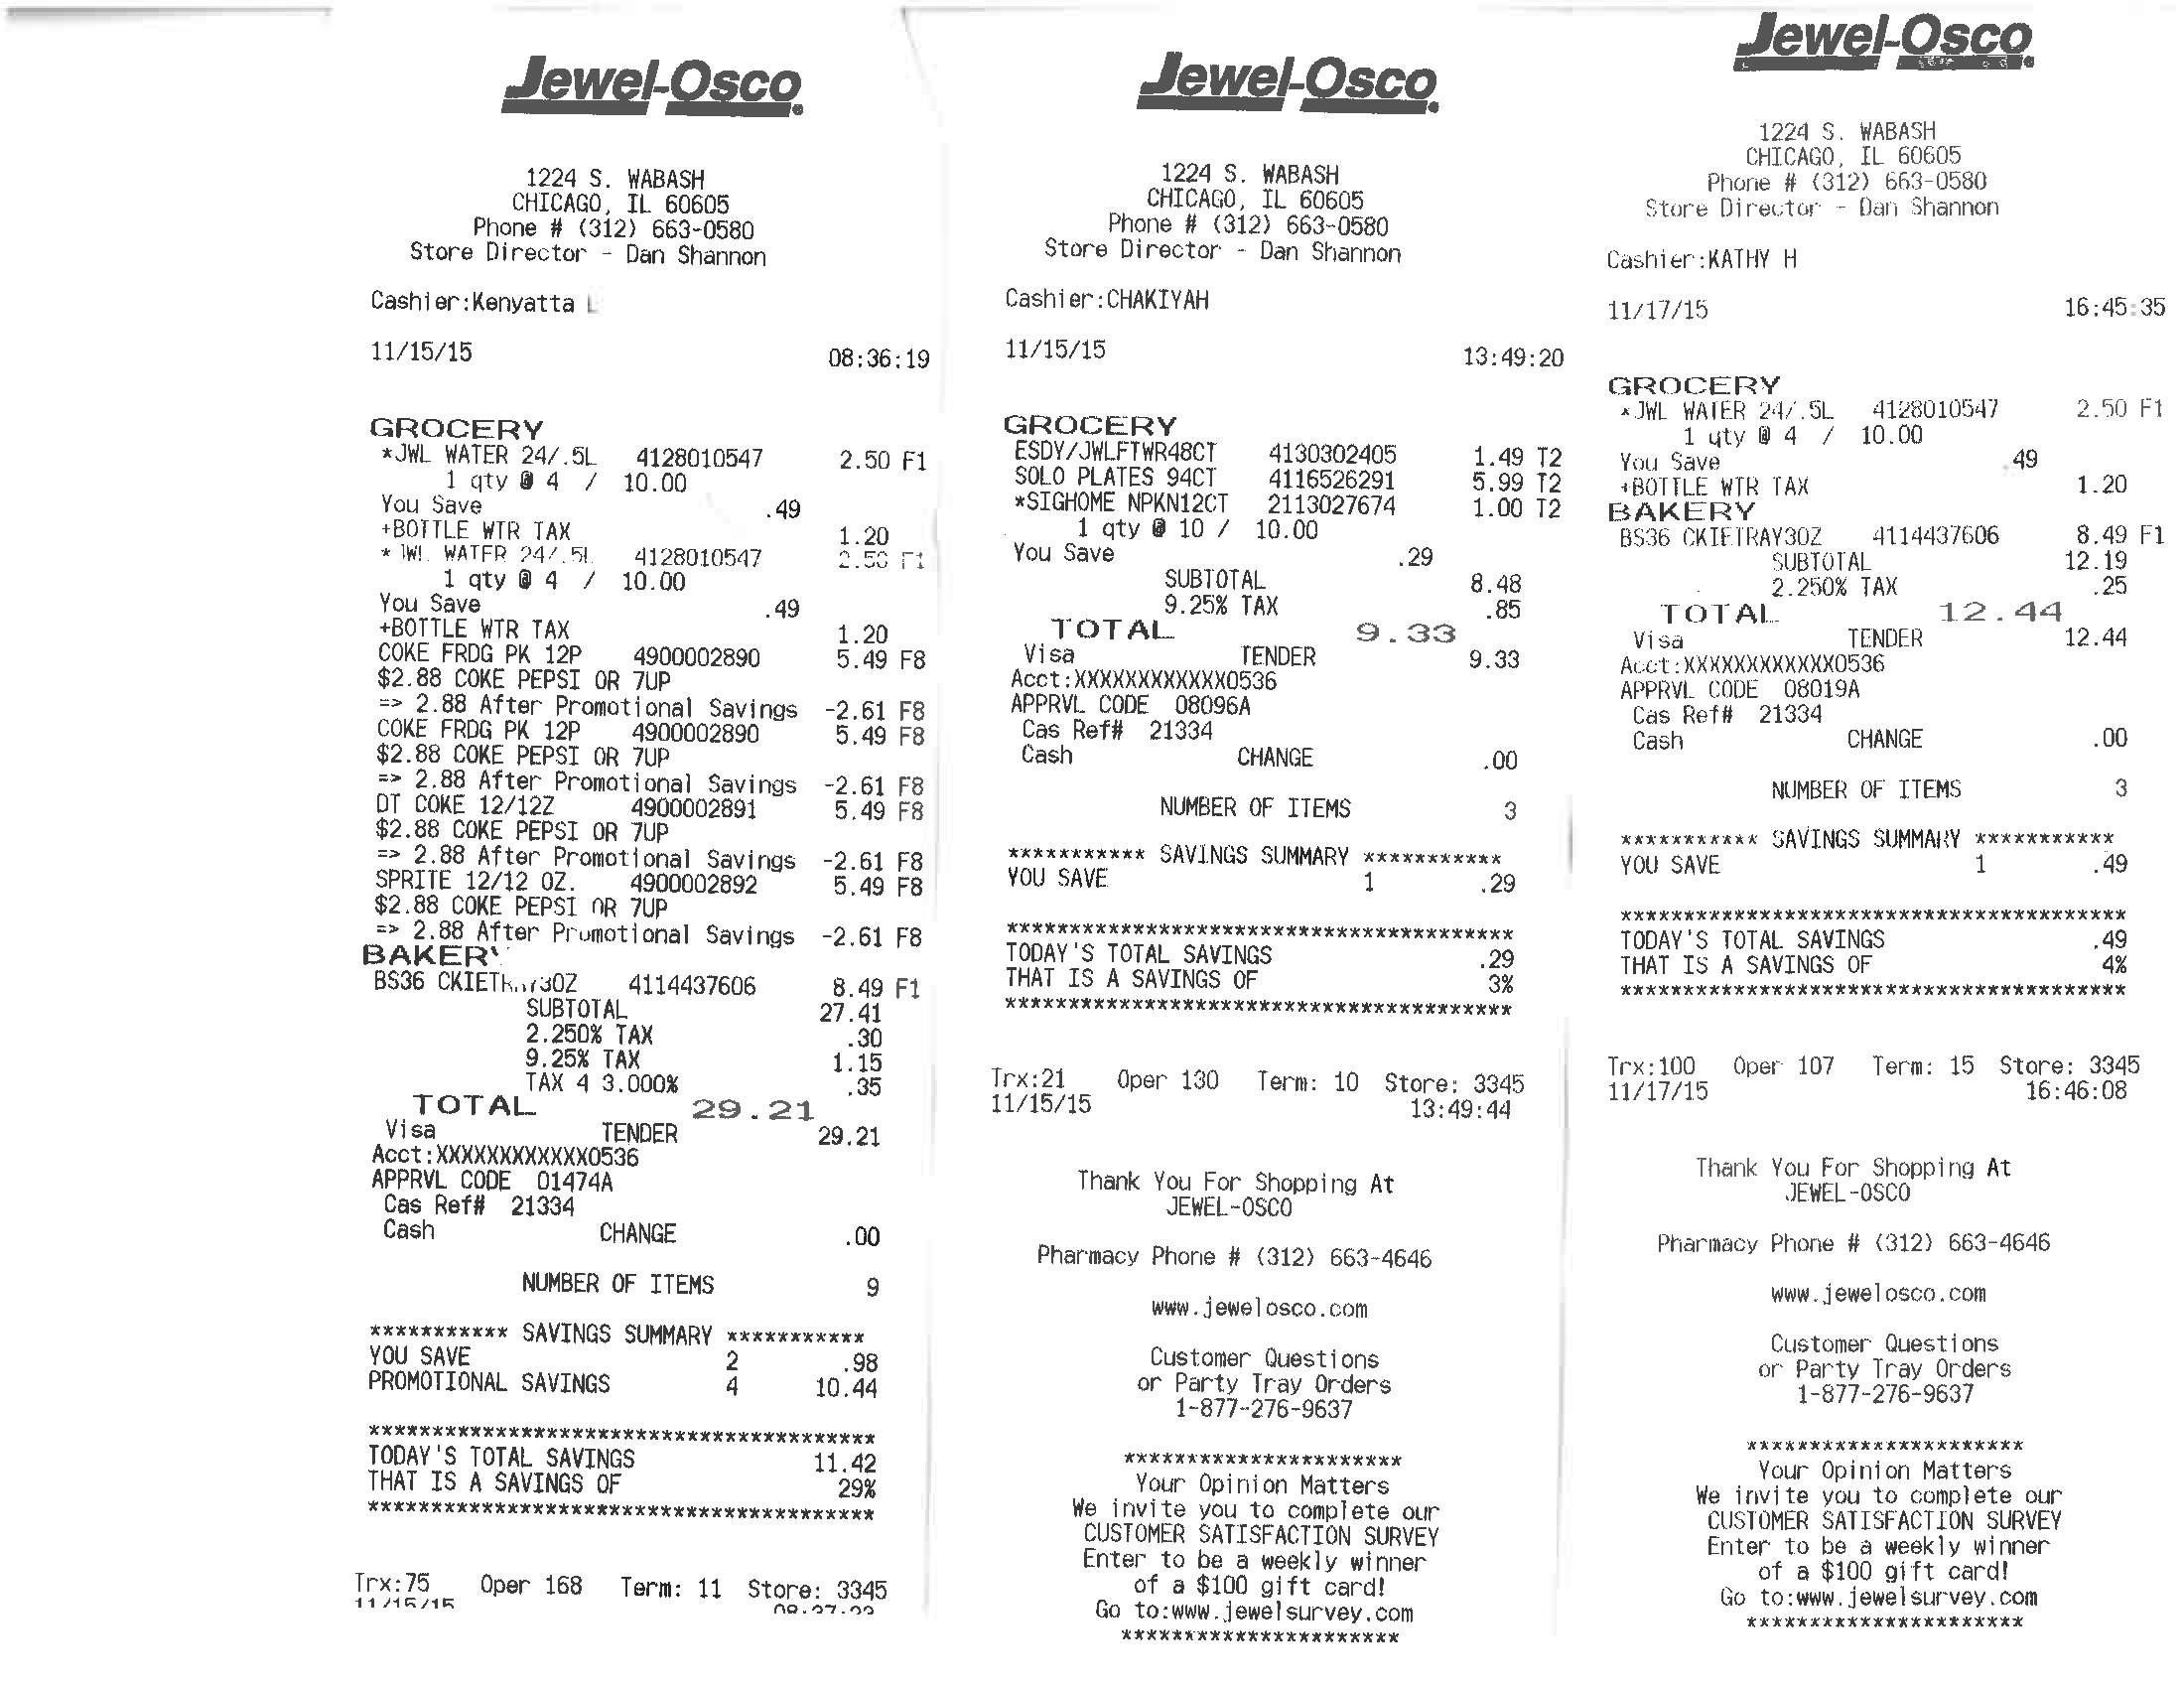 Jewel-Osco
1224 S. WABASH
CHICAGO, IL 60605
Phone # (312) 663-0580
Store Director - Dan Shannon
Cashier:Kenyatta L
11/15/15 08:36:19
GROCERY
*JWL WATER 24/.5L 4128010547 2.50 F1
1 qty @ 4 / 10.00
You Save .49
+BOTTLE WTR TAX 1.20
*JWL WATER 24/.5L 4128010547 2.50 F1
1 qty @ 4 / 10.00
You Save .49
+BOTTLE WTR TAX 1.20
COKE FRDG PK 12P 4900002890 5.49 F8
$2.88 COKE PEPSI OR 7UP
=> 2.88 After Promotional Savings -2.61 F8
COKE FRDG PK 12P 4900002890 5.49 F8
$2.88 COKE PEPSI OR 7UP
=> 2.88 After Promotional Savings -2.61 F8
DT COKE 12/12Z 4900002891 5.49 F8
$2.88 COKE PEPSI OR 7UP
=> 2.88 After Promotional Savings -2.61 F8
SPRITE 12/12 OZ. 4900002892 5.49 F8
$2.88 COKE PEPSI OR 7UP
=> 2.88 After Promotional Savings -2.61 F8
BAKERY
BS36 CKIETRAY30Z 4114437606 8.49 F1
SUBTOTAL 27.41
2.250% TAX .30
9.25% TAX 1.15
TAX 4 3.000% .35
TOTAL 29.21
Visa TENDER 29.21
Acct:XXXXXXXXXXXX0536
APPRVL CODE 01474A
Cas Ref# 21334
Cash CHANGE .00
NUMBER OF ITEMS 9
*********** SAVINGS SUMMARY ***********
YOU SAVE 2 .98
PROMOTIONAL SAVINGS 4 10.44
****************************************
TODAY'S TOTAL SAVINGS 11.42
THAT IS A SAVINGS OF 29%
****************************************
Trx:75 Oper 168 Term: 11 Store: 3345
11/15/15
Jewel-Osco
1224 S. WABASH
CHICAGO, IL 60605
Phone # (312) 663-0580
Store Director - Dan Shannon
Cashier:CHAKIYAH
11/15/15 13:49:20
GROCERY
ESDY/JWLFTWR48CT 4130302405 1.49 T2
SOLO PLATES 94CT 4116526291 5.99 T2
*SIGHOME NPKN12CT 2113027674 1.00 T2
1 qty @ 10 / 10.00
You Save .29
SUBTOTAL 8.48
9.25% TAX .85
TOTAL 9.33
Visa TENDER 9.33
Acct:XXXXXXXXXXXX0536
APPRVL CODE 08096A
Cas Ref# 21334
Cash CHANGE .00
NUMBER OF ITEMS 3
*********** SAVINGS SUMMARY ***********
YOU SAVE 1 .29
****************************************
TODAY'S TOTAL SAVINGS .29
THAT IS A SAVINGS OF 3%
****************************************
Trx:21 Oper 130 Term: 10 Store: 3345
11/15/15 13:49:44
Thank You For Shopping At
JEWEL-OSCO
Pharmacy Phone # (312) 663-4646
www.jewelosco.com
Customer Questions
or Party Tray Orders
1-877-276-9637
**********************
Your Opinion Matters
We invite you to complete our
CUSTOMER SATISFACTION SURVEY
Enter to be a weekly winner
of a $100 gift card!
Go to:www.jewelsurvey.com
**********************
Jewel-Osco
1224 S. WABASH
CHICAGO, IL 60605
Phone # (312) 663-0580
Store Director - Dan Shannon
Cashier:KATHY H
11/17/15 16:45:35
GROCERY
*JWL WATER 24/.5L 4128010547 2.50 F1
1 qty @ 4 / 10.00
You Save .49
+BOTTLE WTR TAX 1.20
BAKERY
BS36 CKIETRAY30Z 4114437606 8.49 F1
SUBTOTAL 12.19
2.250% TAX .25
TOTAL 12.44
Visa TENDER 12.44
Acct:XXXXXXXXXXXX0536
APPRVL CODE 08019A
Cas Ref# 21334
Cash CHANGE .00
NUMBER OF ITEMS 3
*********** SAVINGS SUMMARY ***********
YOU SAVE 1 .49
****************************************
TODAY'S TOTAL SAVINGS .49
THAT IS A SAVINGS OF 4%
****************************************
Trx:100 Oper 107 Term: 15 Store: 3345
11/17/15 16:46:08
Thank You For Shopping At
JEWEL-OSCO
Pharmacy Phone # (312) 663-4646
www.jewelosco.com
Customer Questions
or Party Tray Orders
1-877-276-9637
**********************
Your Opinion Matters
We invite you to complete our
CUSTOMER SATISFACTION SURVEY
Enter to be a weekly winner
of a $100 gift card!
Go to:www.jewelsurvey.com
**********************